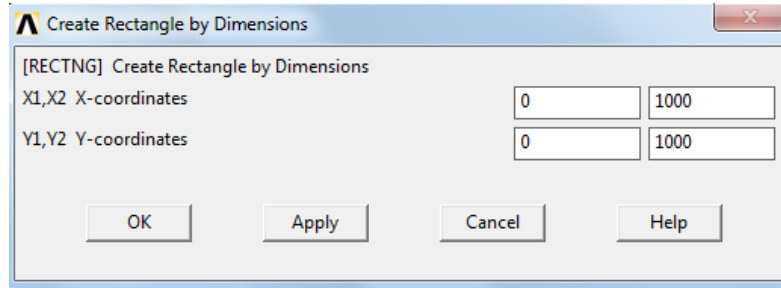 Create Rectangle by Dimensions
[RECTNG] Create Rectangle by Dimensions
X1,X2 X-coordinates 0 1000
Y1,Y2 Y-coordinates 0 1000
OK Apply Cancel Help